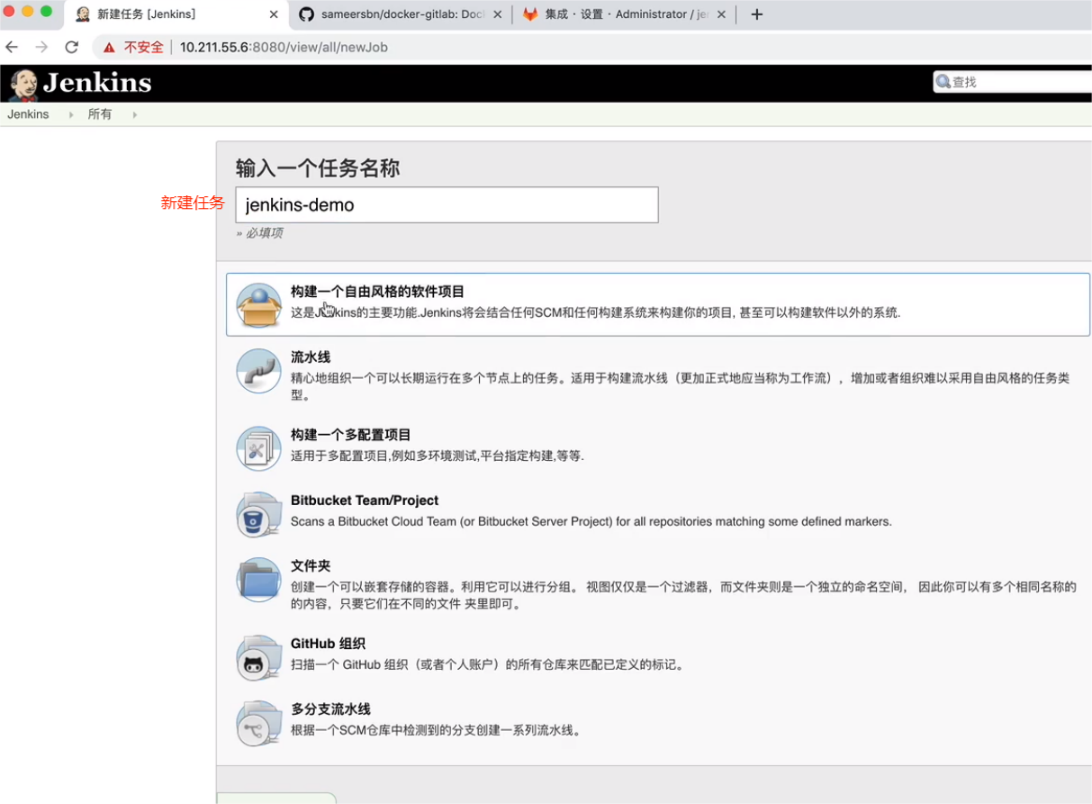 新建任务 [Jenkins]
sameersbn/docker-gitlab: Doc
集成 · 设置 · Administrator / je
不安全
10.211.55.6:8080/view/all/newJob
Jenkins
查找
Jenkins
所有
输入一个任务名称
新建任务
jenkins-demo
» 必填项
构建一个自由风格的软件项目
这是Jenkins的主要功能.Jenkins将会结合任何SCM和任何构建系统来构建你的项目, 甚至可以构建软件以外的系统.
流水线
精心地组织一个可以长期运行在多个节点上的任务。适用于构建流水线（更加正式地应当称为工作流），增加或者组织难以采用自由风格的任务类
型。
构建一个多配置项目
适用于多配置项目,例如多环境测试,平台指定构建,等等.
Bitbucket Team/Project
Scans a Bitbucket Cloud Team (or Bitbucket Server Project) for all repositories matching some defined markers.
文件夹
创建一个可以嵌套存储的容器。利用它可以进行分组。 视图仅仅是一个过滤器，而文件夹则是一个独立的命名空间， 因此你可以有多个相同名称的
的内容，只要它们在不同的文件 夹里即可。
GitHub 组织
扫描一个 GitHub 组织（或者个人账户）的所有仓库来匹配已定义的标记。
多分支流水线
根据一个SCM仓库中检测到的分支创建一系列流水线。